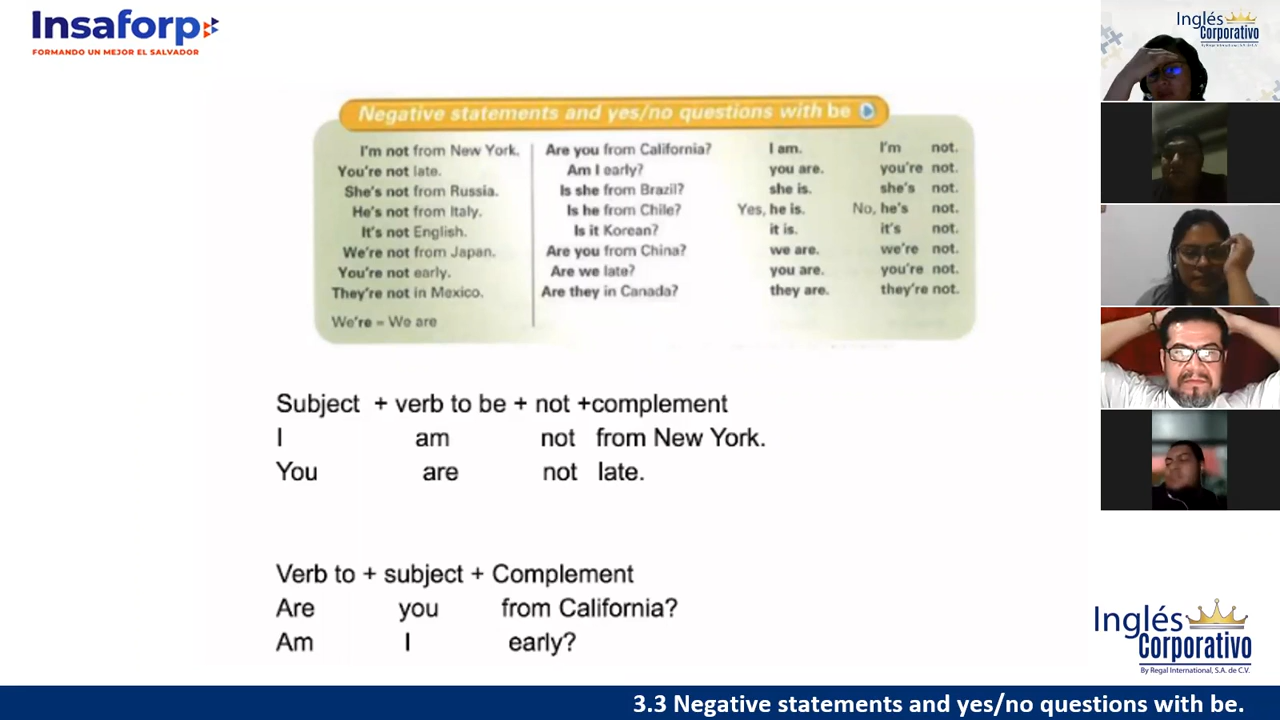 Insaforp
FORMANDO UN MEJOR EL SALVADOR
Inglés
Corporativo
Negative statements and yes/no questions with be
I'm not from New York. Are you from California? I am. I'm not.
You're not late. Am I early? you are. you're not.
She's not from Russia. Is she from Brazil? she is. she's not.
He's not from Italy. Is he from Chile? Yes, he is. No, he's not.
It's not English. Is it Korean? it is. it's not.
We're not from Japan. Are you from China? we are. we're not.
You're not early. Are we late? you are. you're not.
They're not in Mexico. Are they in Canada? they are. they're not.
We're = We are
Subject + verb to be + not +complement
I am not from New York.
You are not late.
Verb to + subject + Complement
Are you from California?
Am I early?
Inglés
Corporativo
By Regal International, S.A. de C.V.
3.3 Negative statements and yes/no questions with be.